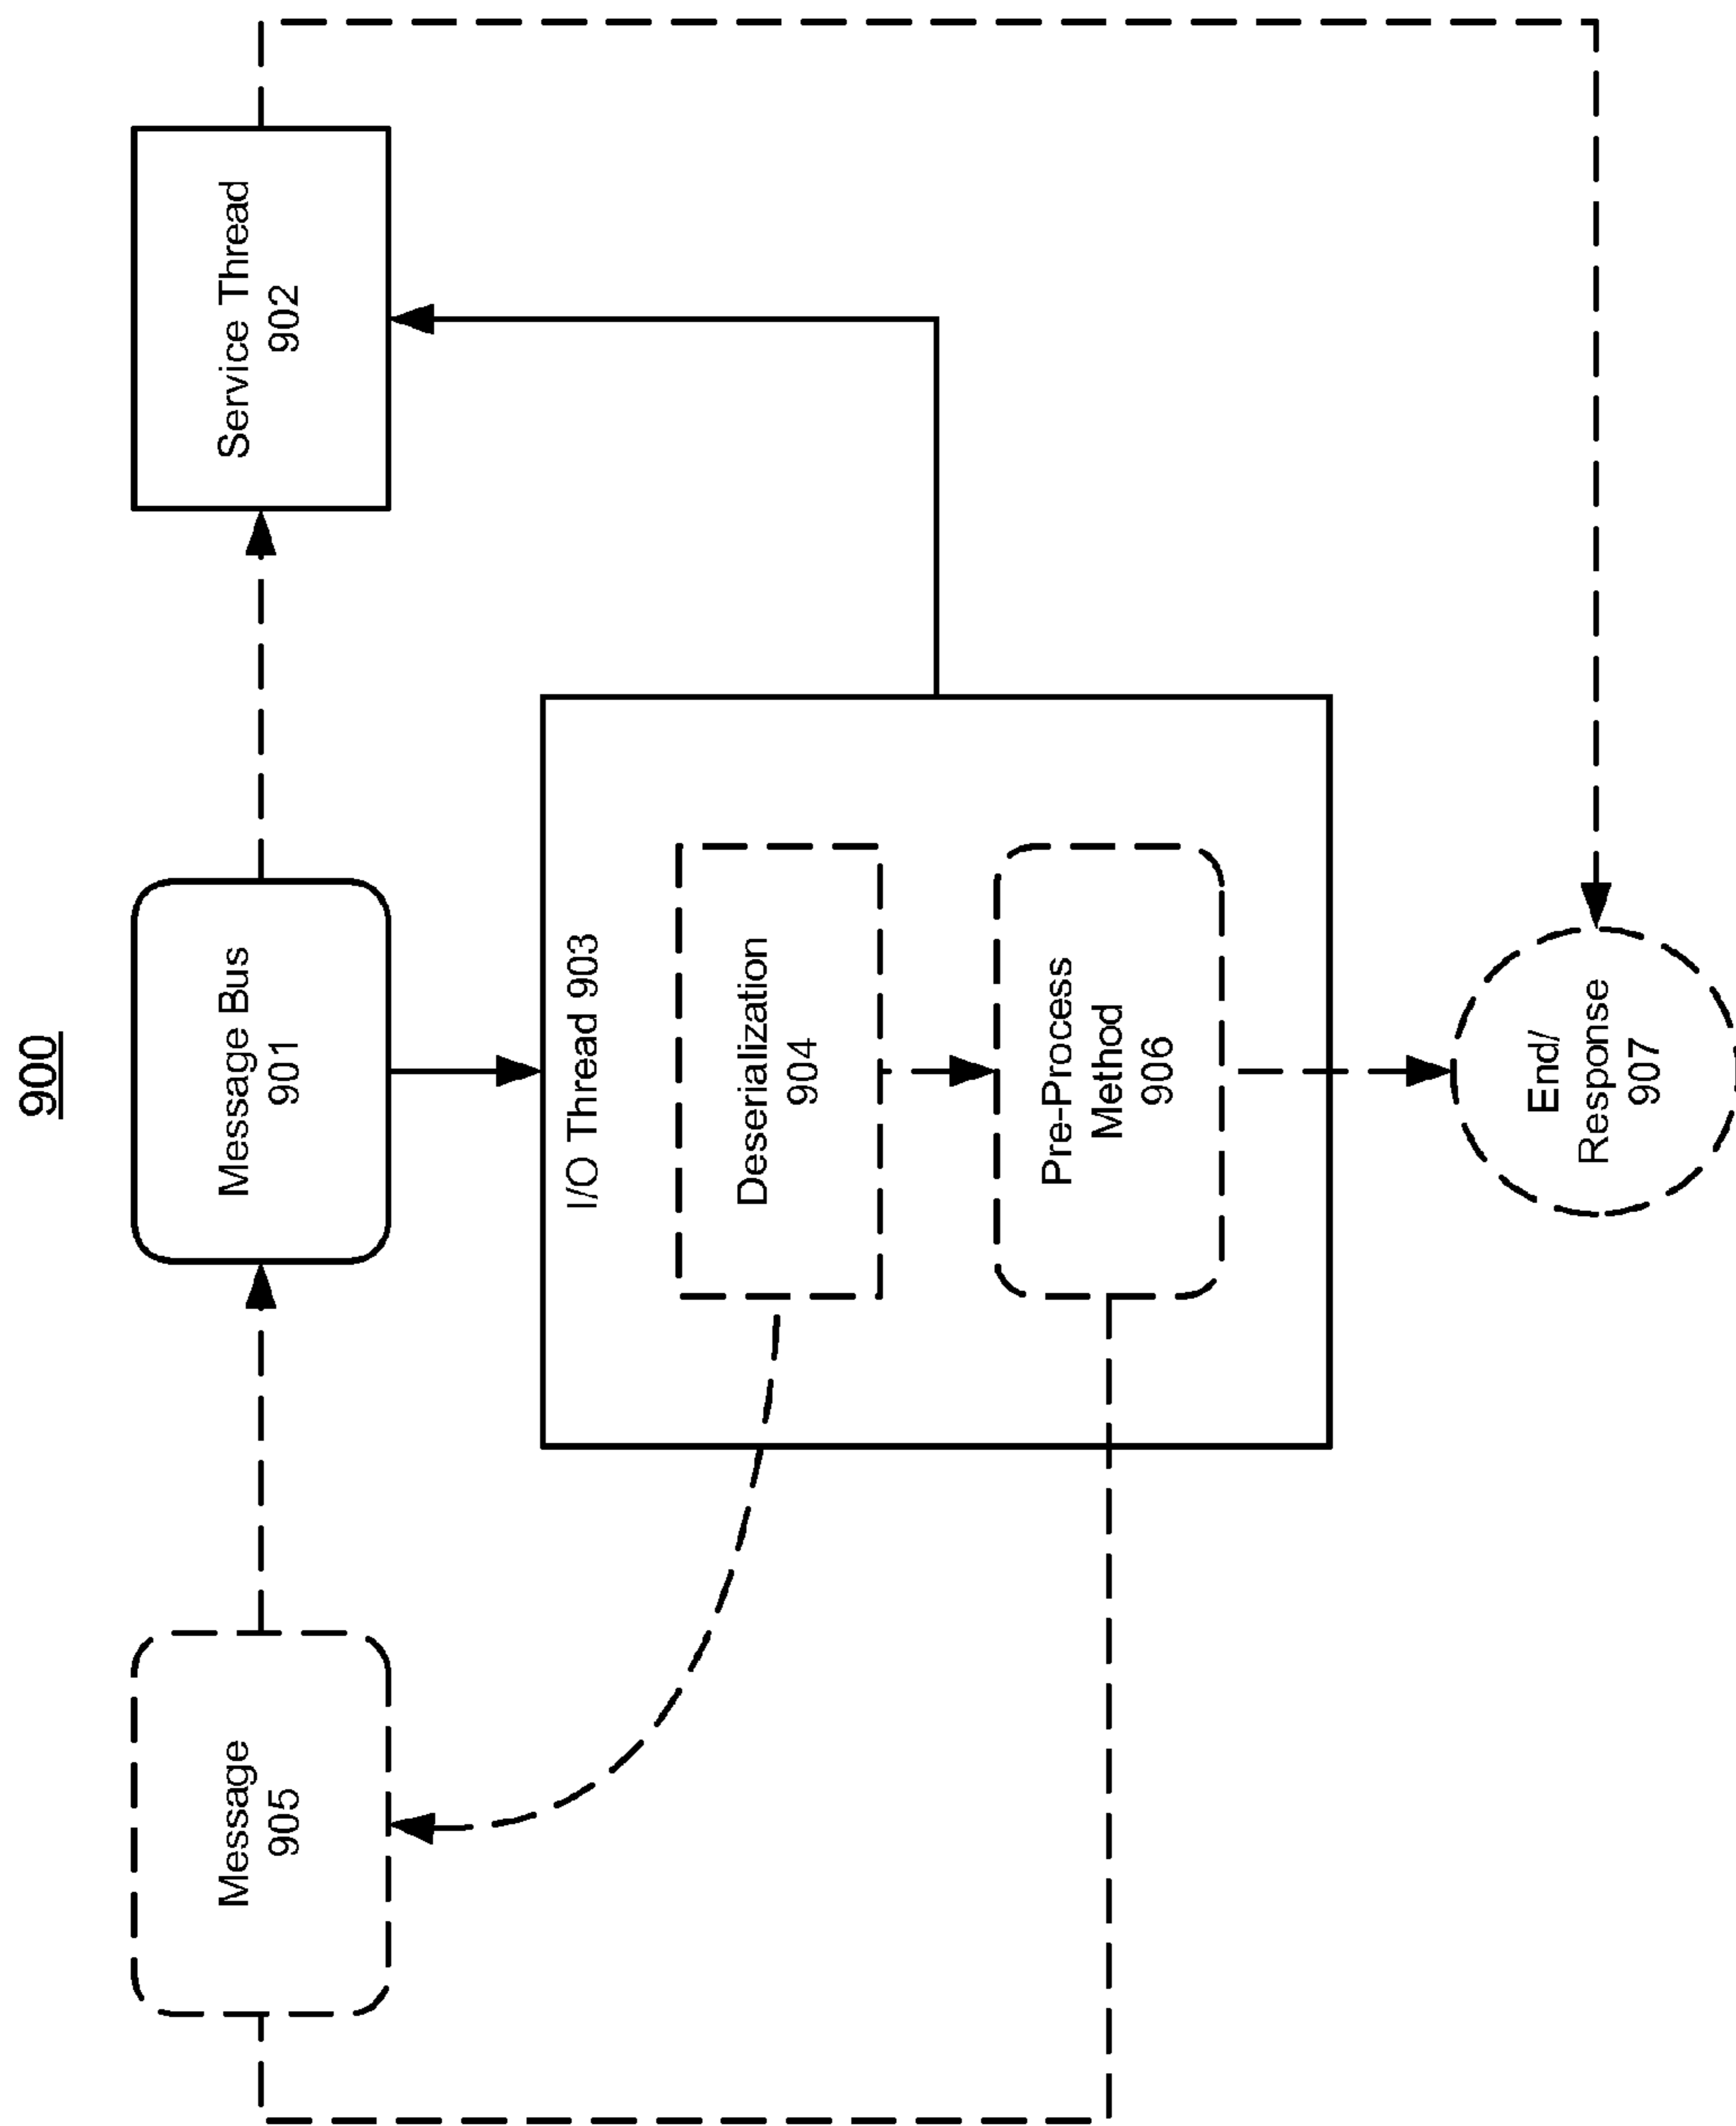 900
Message
905
Message Bus
901
Service Thread
902
I/O Thread 903
Deserialization
904
Pre-Process
Method
906
End/
Response
907